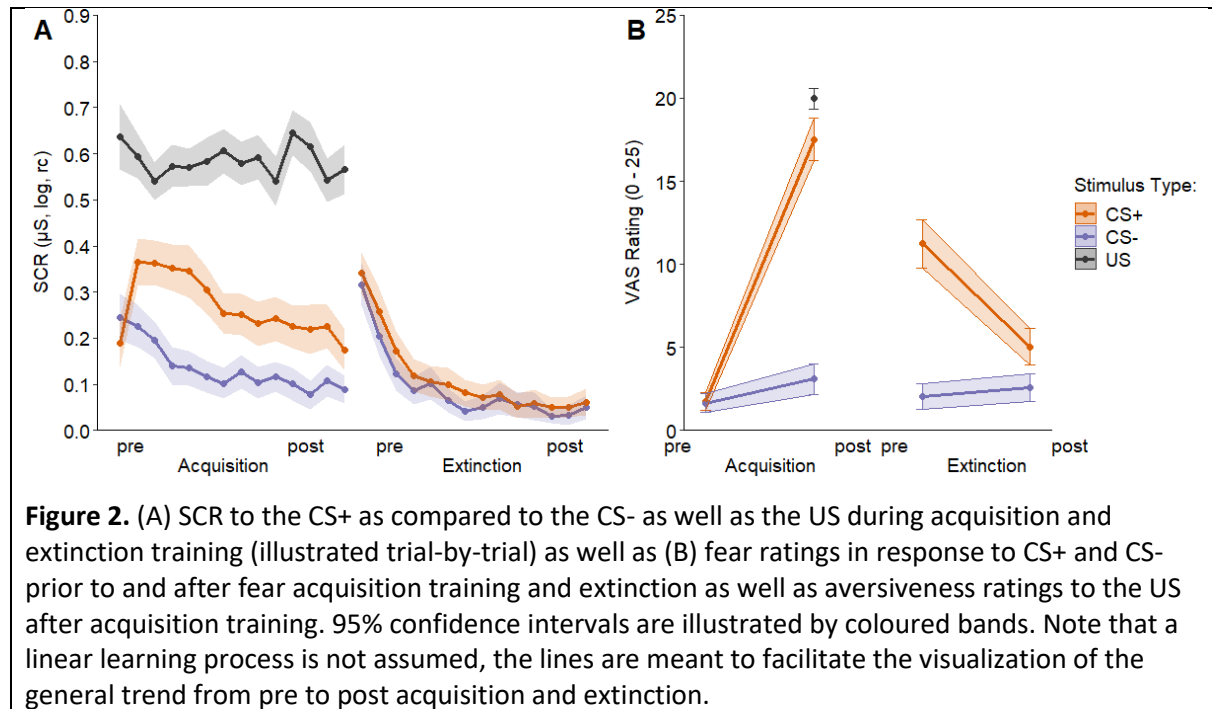 A
B
0.9
0.8
0.7
0.6
0.5
0.4
0.3
0.2
0.1
0.0
SCR (µS, log, rc)
pre
post
pre
post
Acquisition
Extinction
25
20
15
10
5
0
VAS Rating (0 - 25)
pre
post
pre
post
Acquisition
Extinction
Stimulus Type:
CS+
CS-
US
Figure 2. (A) SCR to the CS+ as compared to the CS- as well as the US during acquisition and
extinction training (illustrated trial-by-trial) as well as (B) fear ratings in response to CS+ and CS-
prior to and after fear acquisition training and extinction as well as aversiveness ratings to the US
after acquisition training. 95% confidence intervals are illustrated by coloured bands. Note that a
linear learning process is not assumed, the lines are meant to facilitate the visualization of the
general trend from pre to post acquisition and extinction.